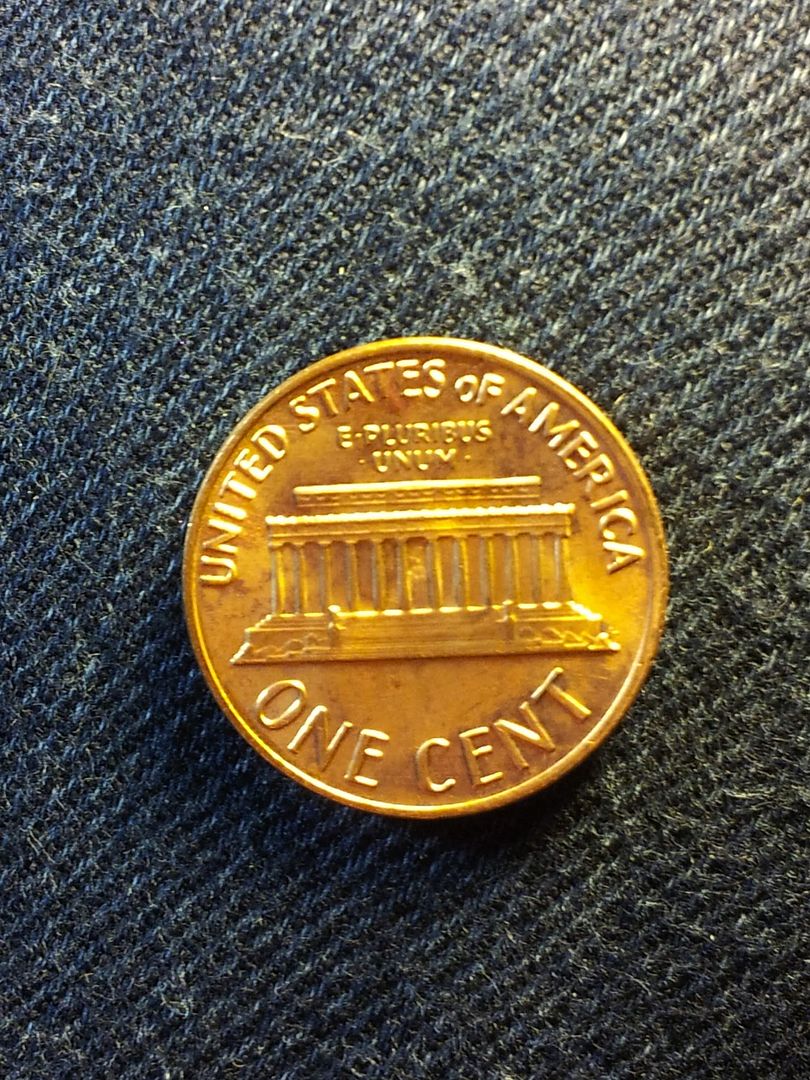 UNITED STATES OF AMERICA
E·PLURIBUS
·UNUM·
ONE CENT